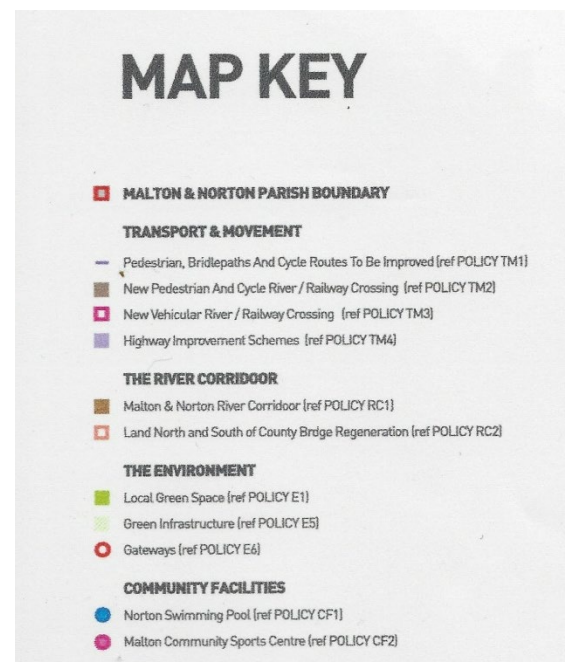 MAP KEY
MALTON & NORTON PARISH BOUNDARY
TRANSPORT & MOVEMENT
Pedestrian, Bridlepaths And Cycle Routes To Be Improved (ref POLICY TM1)
New Pedestrian And Cycle River / Railway Crossing (ref POLICY TM2)
New Vehicular River / Railway Crossing (ref POLICY TM3)
Highway Improvement Schemes (ref POLICY TM4)
THE RIVER CORRIDOOR
Malton & Norton River Corridoor (ref POLICY RC1)
Land North and South of County Brdge Regeneration (ref POLICY RC2)
THE ENVIRONMENT
Local Green Space (ref POLICY E1)
Green Infrastructure (ref POLICY E5)
Gateways (ref POLICY E6)
COMMUNITY FACILITIES
Norton Swimming Pool (ref POLICY CF1)
Malton Community Sports Centre (ref POLICY CF2)